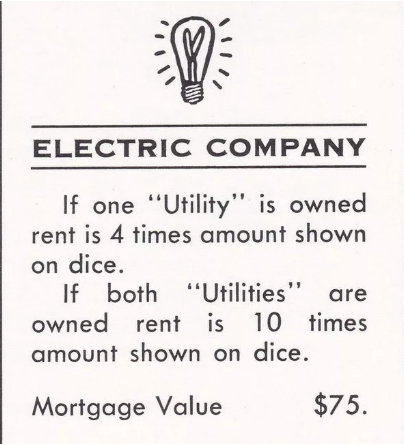 ELECTRIC COMPANY
If one "Utility" is owned
rent is 4 times amount shown
on dice.
If both "Utilities" are
owned rent is 10 times
amount shown on dice.
Mortgage Value $75.